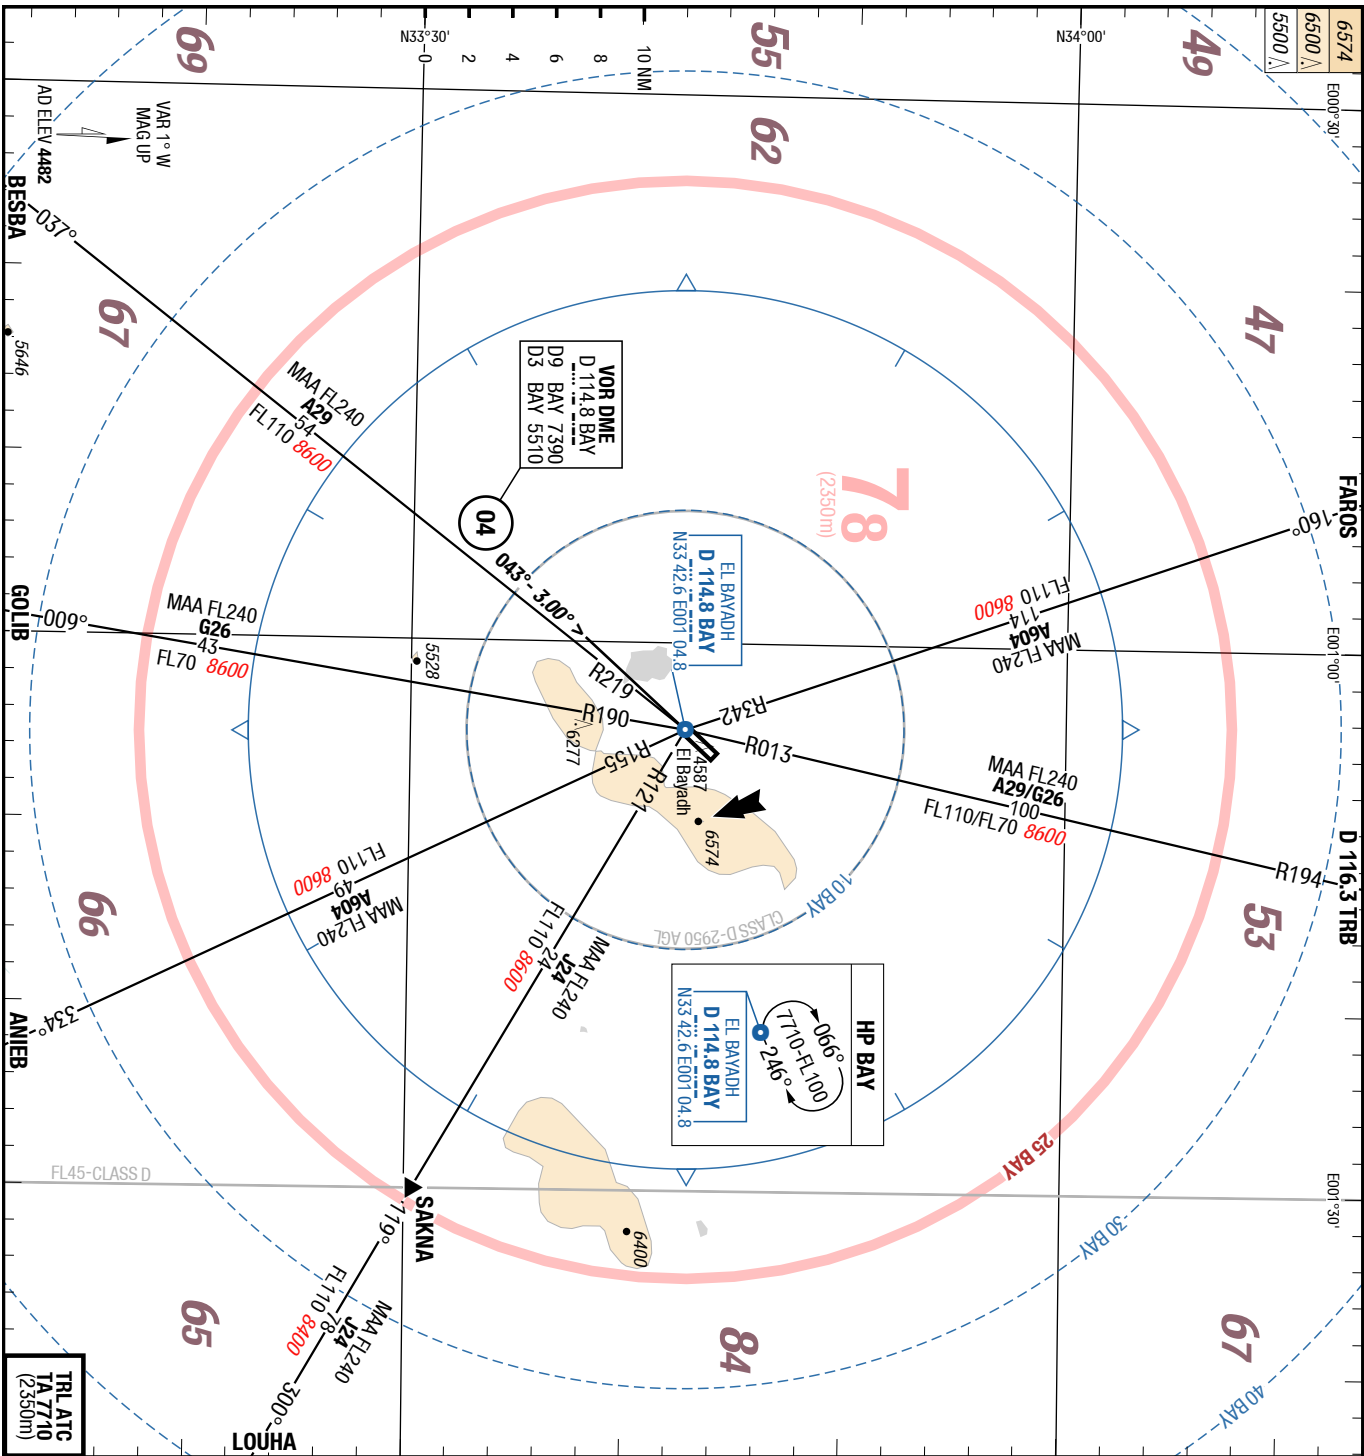 6574
6500
5500
49
N34°00'
E000°30'
55
10 NM
8
6
4
2
0
N33°30'
69
VAR 1° W
MAG UP
AD ELEV 4482
62
BESBA
037°
67
5646
47
MAA FL240
A29
54
FL110 8600
VOR DME
D 114.8 BAY
D9 BAY 7390
D3 BAY 5510
04
043°- 3.00° >
78
(2350m)
FAROS
160°
FL110 8600
114
A604
MAA FL240
EL BAYADH
D 114.8 BAY
N33 42.6 E001 04.8
E001°00'
GOLIB
009°
MAA FL240
G26
43
FL70 8600
5528
R219
R190
R155
R121
R342
R013
6277
4587
El Bayadh
6574
MAA FL240
A29/G26
100
FL110/FL70 8600
R194
D 116.3 TRB
10 BAY
CLASS D-2950 AGL
FL110 8600
49
A604
MAA FL240
66
334°
ANIEB
MAA FL240
J24
24
FL110 8600
53
HP BAY
066°
7710-FL100
246°
EL BAYADH
D 114.8 BAY
N33 42.6 E001 04.8
25 BAY
FL45-CLASS D
SAKNA
119°
6400
E001°30'
30 BAY
65
MAA FL240
J24
78
FL110 8400
300°
LOUHA
84
67
40 BAY
TRL ATC
TA 7710
(2350m)